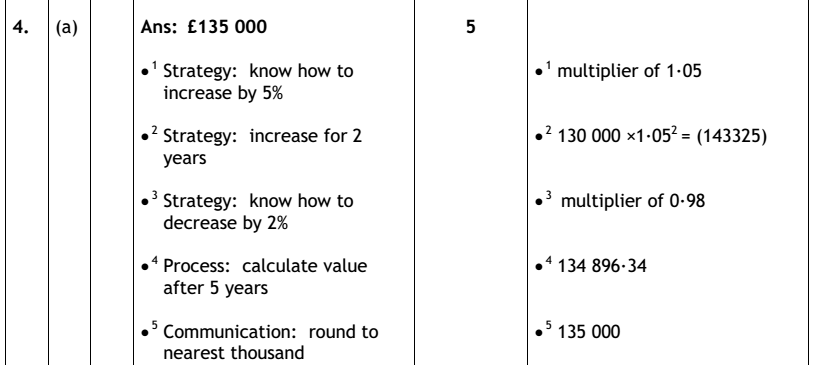 4. (a) Ans: £135 000 5
•¹ Strategy: know how to •¹ multiplier of 1·05
increase by 5%
•² Strategy: increase for 2 •² 130 000 ×1·05² = (143325)
years
•³ Strategy: know how to •³ multiplier of 0·98
decrease by 2%
•⁴ Process: calculate value •⁴ 134 896·34
after 5 years
•⁵ Communication: round to •⁵ 135 000
nearest thousand